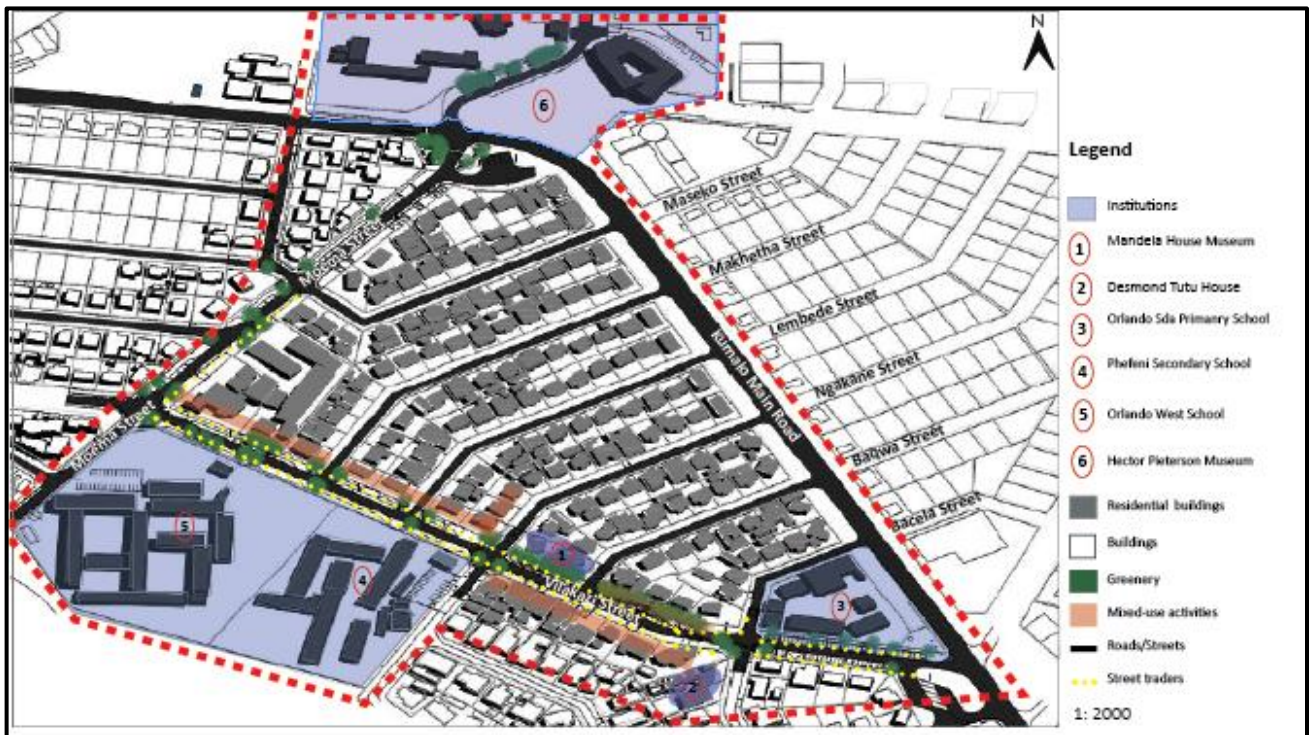 N
6
Maseko Street
Makhetha Street
Lembede Street
Ngakane Street
Kumalo Main Road
Moema Street
Bacela Street
5
4
1
Vilakazi Street
3
2
Legend
Institutions
1 Mandela House Museum
2 Desmond Tutu House
3 Orlando Sda Primanry School
4 Phefeni Secondary School
5 Orlando West School
6 Hector Pieterson Museum
Residential buildings
Buildings
Greenery
Mixed-use activities
Roads/Streets
Street traders
1: 2000